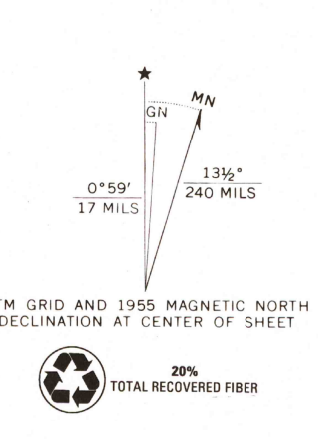 MN
GN
0°59′
17 MILS
13½°
240 MILS
TM GRID AND 1955 MAGNETIC NORTH
DECLINATION AT CENTER OF SHEET
20%
TOTAL RECOVERED FIBER